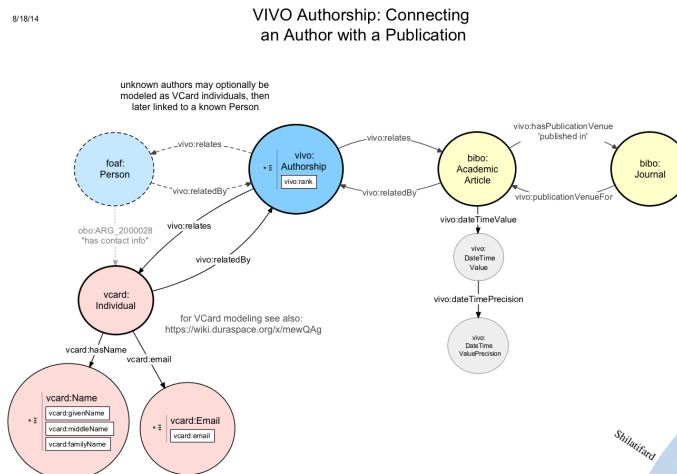 8/18/14
VIVO Authorship: Connecting
an Author with a Publication
unknown authors may optionally be
modeled as VCard individuals, then
later linked to a known Person
foaf:
Person
vivo:relates
vivo:relatedBy
vivo:
Authorship
vivo:rank
vivo:relates
vivo:relatedBy
bibo:
Academic
Article
vivo:hasPublicationVenue
'published in'
vivo:publicationVenueFor
bibo:
Journal
obo:ARG_2000028
"has contact info"
vivo:relates
vivo:relatedBy
vivo:dateTimeValue
vivo:
DateTime
Value
vivo:dateTimePrecision
vivo:
DateTime
ValuePrecision
vcard:
Individual
for VCard modeling see also:
https://wiki.duraspace.org/x/mewQAg
vcard:hasName
vcard:email
vcard:Name
vcard:givenName
vcard:middleName
vcard:familyName
vcard:Email
vcard:email
Shilatifard